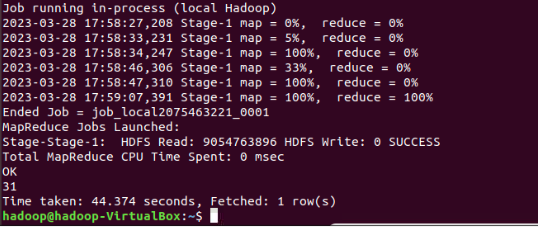 Job running in-process (local Hadoop)
2023-03-28 17:58:27,208 Stage-1 map = 0%,  reduce = 0%
2023-03-28 17:58:33,231 Stage-1 map = 5%,  reduce = 0%
2023-03-28 17:58:34,247 Stage-1 map = 100%,  reduce = 0%
2023-03-28 17:58:46,306 Stage-1 map = 33%,  reduce = 0%
2023-03-28 17:58:47,310 Stage-1 map = 100%,  reduce = 0%
2023-03-28 17:59:07,391 Stage-1 map = 100%,  reduce = 100%
Ended Job = job_local2075463221_0001
MapReduce Jobs Launched:
Stage-Stage-1:  HDFS Read: 9054763896 HDFS Write: 0 SUCCESS
Total MapReduce CPU Time Spent: 0 msec
OK
31
Time taken: 44.374 seconds, Fetched: 1 row(s)
hadoop@hadoop-VirtualBox:~$